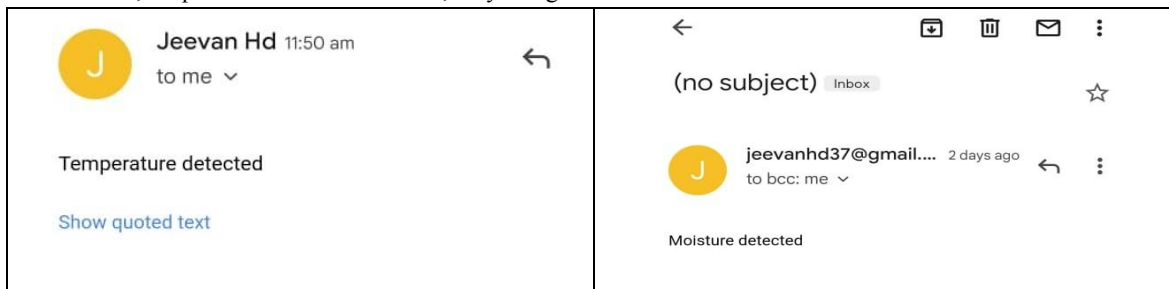 Jeevan Hd 11:50 am
to me
Temperature detected
Show quoted text
(no subject) Inbox
jeevanhd37@gmail.... 2 days ago
to bcc: me
Moisture detected
J
J